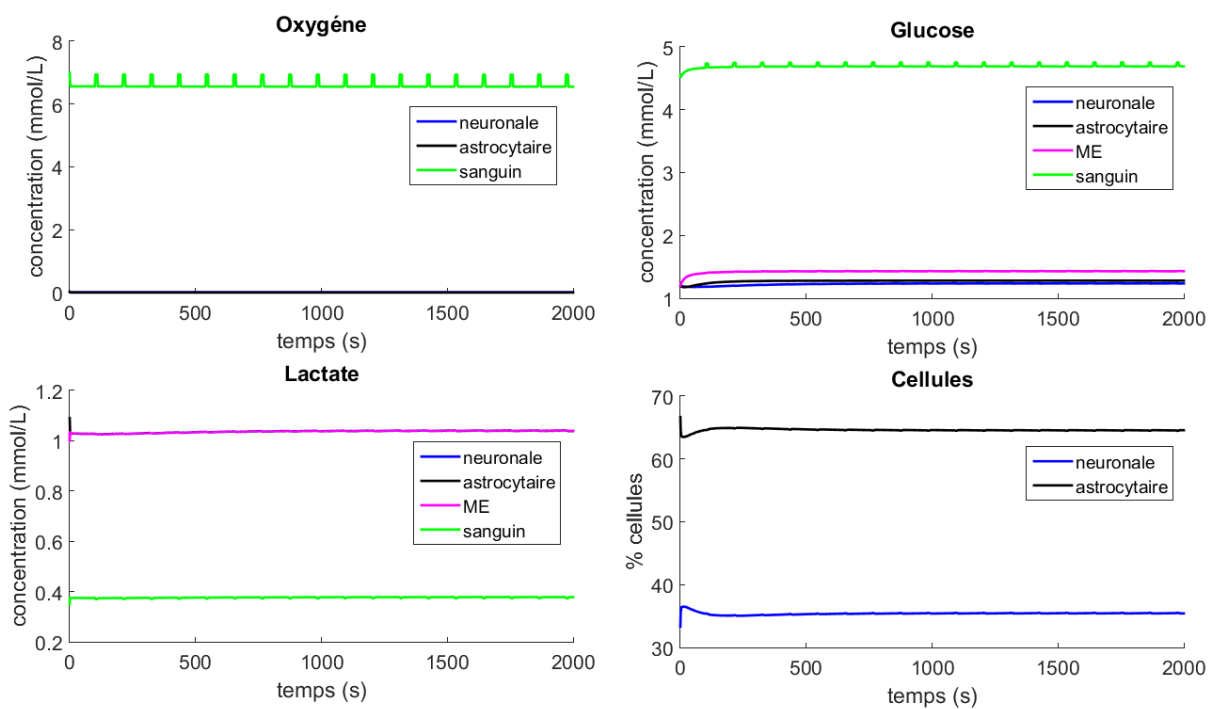 Oxygéne
concentration (mmol/L)
8
6
4
2
0
neuronale
astrocytaire
sanguin
0 500 1000 1500 2000
temps (s)
Glucose
concentration (mmol/L)
5
4
3
2
1
neuronale
astrocytaire
ME
sanguin
0 500 1000 1500 2000
temps (s)
Lactate
concentration (mmol/L)
1.2
1
0.8
0.6
0.4
0.2
neuronale
astrocytaire
ME
sanguin
0 500 1000 1500 2000
temps (s)
Cellules
% cellules
70
60
50
40
30
neuronale
astrocytaire
0 500 1000 1500 2000
temps (s)